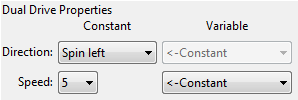 Dual Drive Properties
Constant Variable
Direction: Spin left <-Constant
Speed: 5 <-Constant